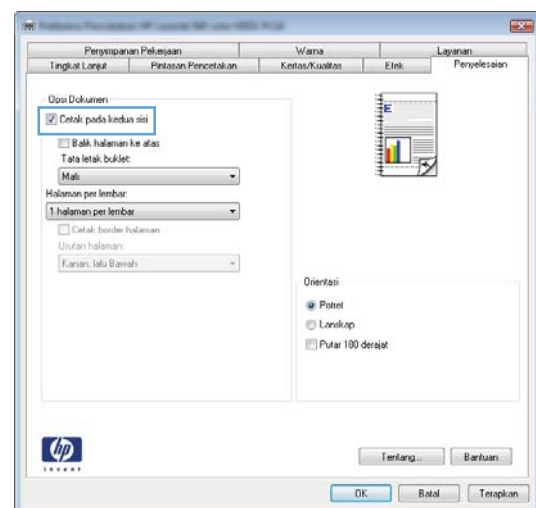 Penyimpanan Pekerjaan Warna Layanan
Tingkat Lanjut Pintasan Pencetakan Kertas/Kualitas Efek Penyelesaian
Opsi Dokumen
Cetak pada kedua sisi
Balik halaman ke atas
Tata letak buklet:
Mati
Halaman per lembar:
1 halaman per lembar
Cetak border halaman
Urutan halaman:
Kanan, lalu Bawah
E
Orientasi
Potret
Lanskap
Putar 180 derajat
hp
invent
Tentang... Bantuan
OK Batal Terapkan